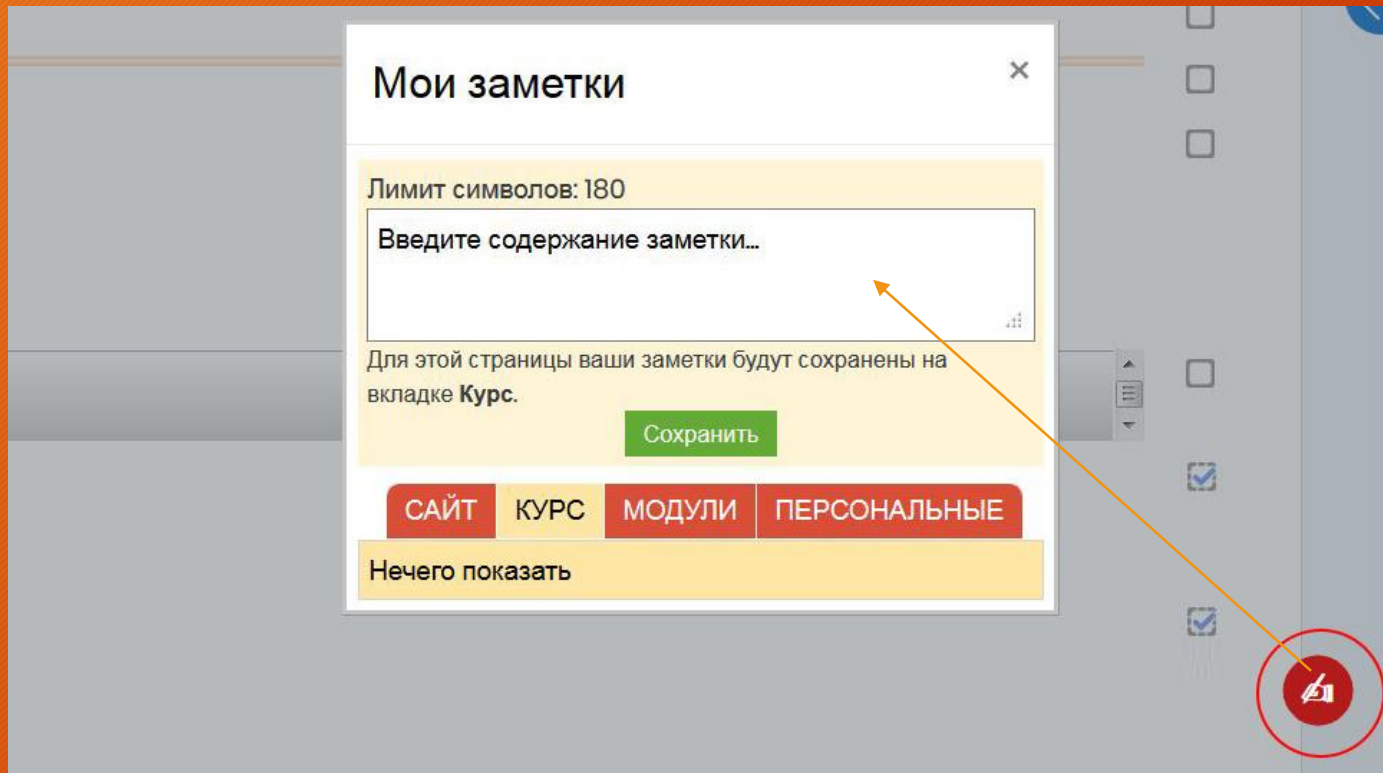 Мои заметки
×
Лимит символов: 180
Введите содержание заметки...
Для этой страницы ваши заметки будут сохранены на
вкладке Курс.
Сохранить
САЙТ КУРС МОДУЛИ ПЕРСОНАЛЬНЫЕ
Нечего показать